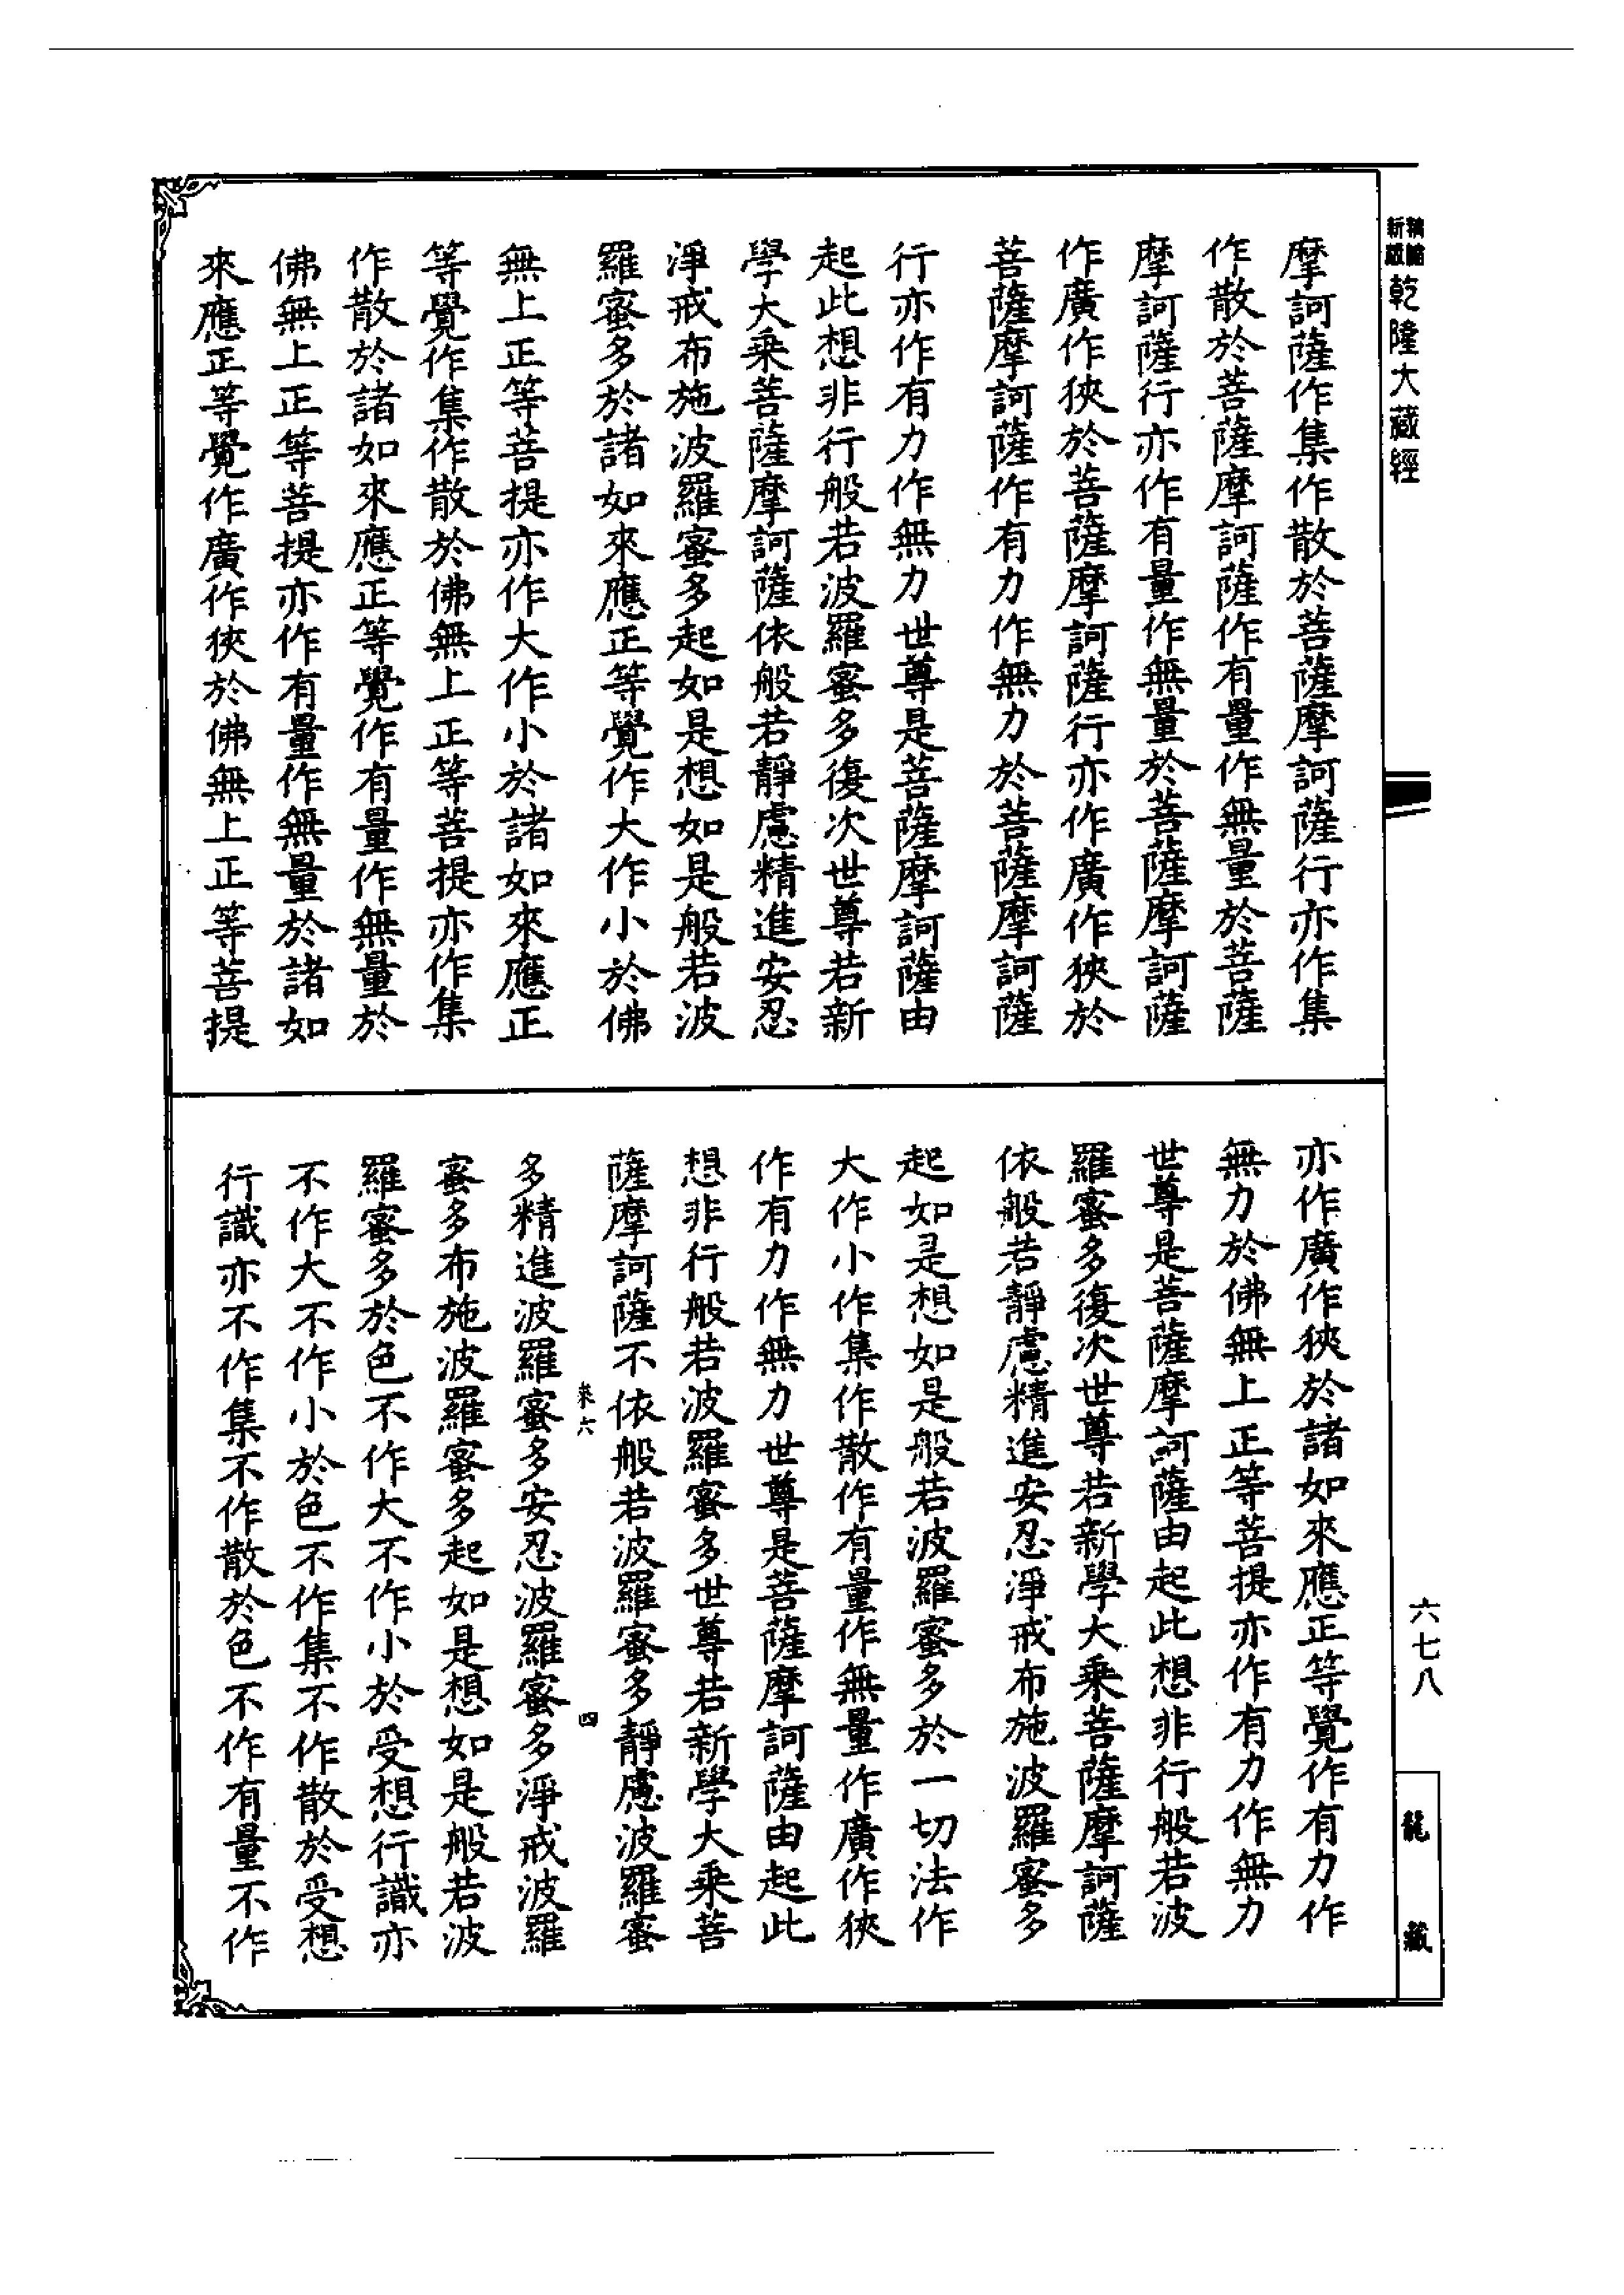 乾隆大藏經
摩訶薩作集作散於菩薩摩訶薩行亦作集
作散於菩薩摩訶薩作有量作無量於菩薩
摩訶薩行亦作有量作無量於菩薩摩訶薩
作廣作狹於菩薩摩訶薩行亦作廣作狹於
菩薩摩訶薩作有力作無力於菩薩摩訶薩
行亦作有力作無力世尊是菩薩摩訶薩由
起此想非行般若波羅蜜多復次世尊若新
學大乘菩薩摩訶薩依般若靜慮精進安忍
淨戒布施波羅蜜多起如是想如是般若波
羅蜜多於諸如來應正等覺作大作小於佛
無上正等菩提亦作大作小於諸如來應正
等覺作集作散於佛無上正等菩提亦作集
作散於諸如來應正等覺作有量作無量於
佛無上正等菩提亦作有量作無量於諸如
來應正等覺作廣作狹於佛無上正等菩提
亦作廣作狹於諸如來應正等覺作有力作
無力於佛無上正等菩提亦作有力作無力
世尊是菩薩摩訶薩由起此想非行般若波
羅蜜多復次世尊若新學大乘菩薩摩訶薩
依般若靜慮精進安忍淨戒布施波羅蜜多
起如是想如是般若波羅蜜多於一切法作
大作小作集作散作有量作無量作廣作狹
作有力作無力世尊是菩薩摩訶薩由起此
想非行般若波羅蜜多世尊若新學大乘菩
薩摩訶薩不依般若波羅蜜多靜慮波羅蜜
來六 四
多精進波羅蜜多安忍波羅蜜多淨戒波羅
蜜多布施波羅蜜多起如是想如是般若波
羅蜜多於色不作大不作小於受想行識亦
不作大不作小於色不作集不作散於受想
行識亦不作集不作散於色不作有量不作
六七八
龍藏